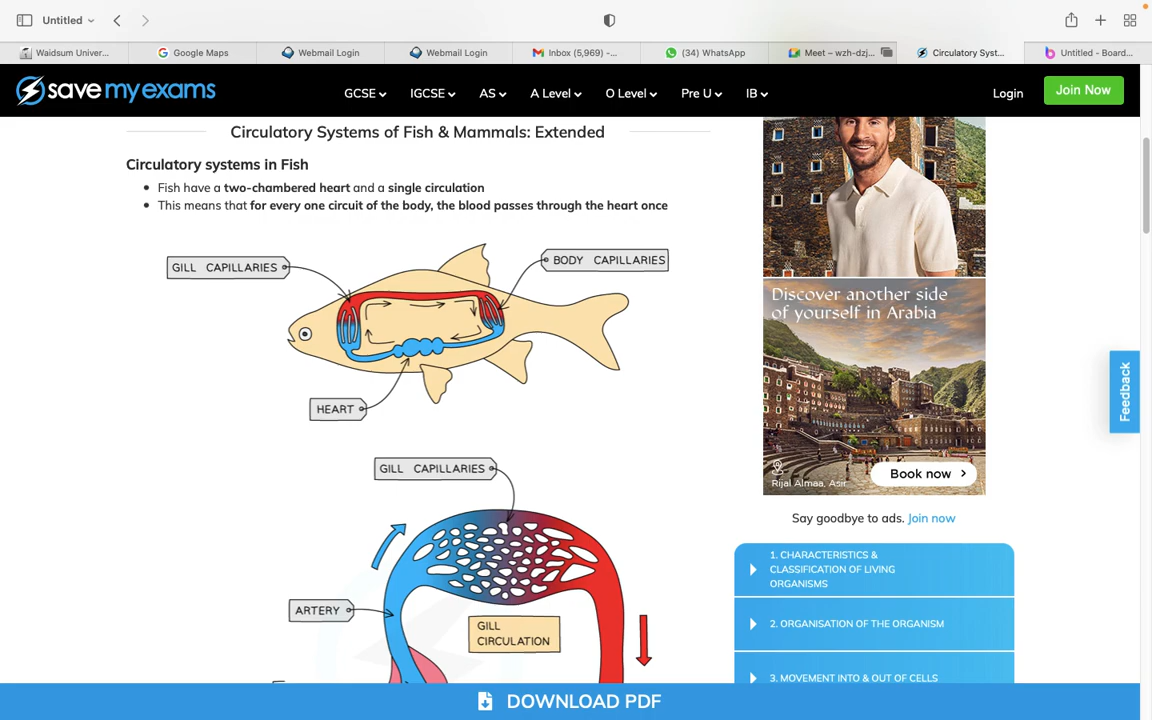 Untitled
Waidsum Univer...
Google Maps
Webmail Login
Webmail Login
Inbox (5,969) -...
(34) WhatsApp
Meet – wzh-dzj...
Circulatory Syst...
Untitled - Board...
save my exams
GCSE
IGCSE
AS
A Level
O Level
Pre U
IB
Login
Join Now
Circulatory Systems of Fish & Mammals: Extended
Circulatory systems in Fish
• Fish have a two-chambered heart and a single circulation
• This means that for every one circuit of the body, the blood passes through the heart once
GILL CAPILLARIES
BODY CAPILLARIES
HEART
GILL CAPILLARIES
ARTERY
GILL
CIRCULATION
Discover another side
of yourself in Arabia
Rijal Almaa, Asir
Book now
Say goodbye to ads. Join now
1. CHARACTERISTICS &
CLASSIFICATION OF LIVING
ORGANISMS
2. ORGANISATION OF THE ORGANISM
3. MOVEMENT INTO & OUT OF CELLS
Feedback
DOWNLOAD PDF